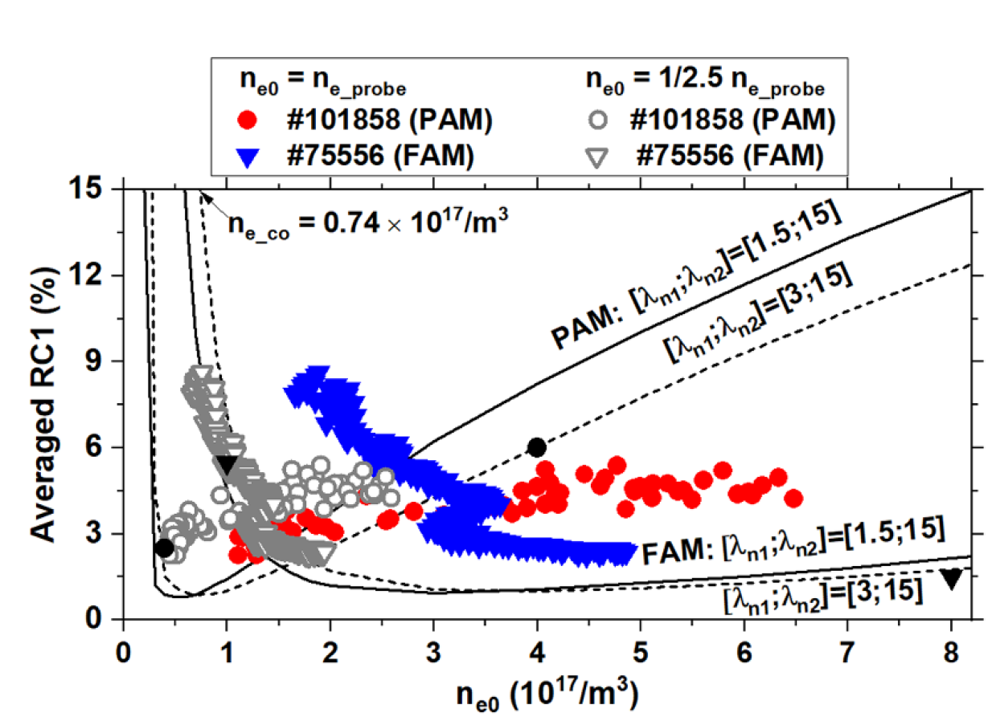 n_e0 = n_e_probe n_e0 = 1/2.5 n_e_probe
#101858 (PAM) #101858 (PAM)
#75556 (FAM) #75556 (FAM)
15
12
9
6
3
0
Averaged RC1 (%)
n_e_co = 0.74 × 10^17/m^3
PAM: [λ_n1;λ_n2]=[1.5;15]
[λ_n1;λ_n2]=[3;15]
FAM: [λ_n1;λ_n2]=[1.5;15]
[λ_n1;λ_n2]=[3;15]
0 1 2 3 4 5 6 7 8
n_e0 (10^17/m^3)